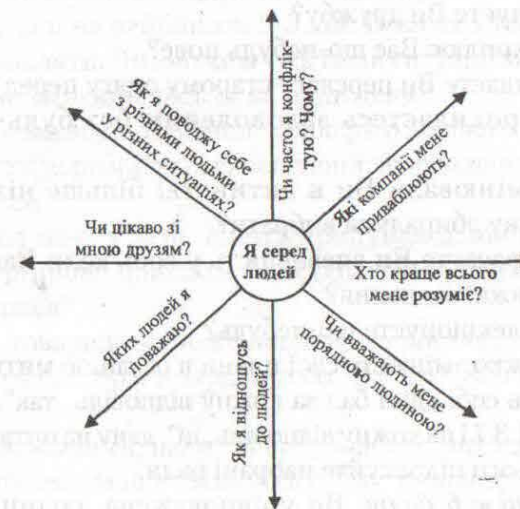 Чи часто я конфлік-
тую? Чому?
Як я поводжу себе
з різними людьми,
у різних ситуаціях?
Які компанії мене
приваблюють?
Чи цікаво зі
мною друзям?
Я серед
людей
Хто краще всього
мене розуміє?
Яких людей я
поважаю?
Як я відношусь
до людей?
Чи вважають мене
порядною людиною?